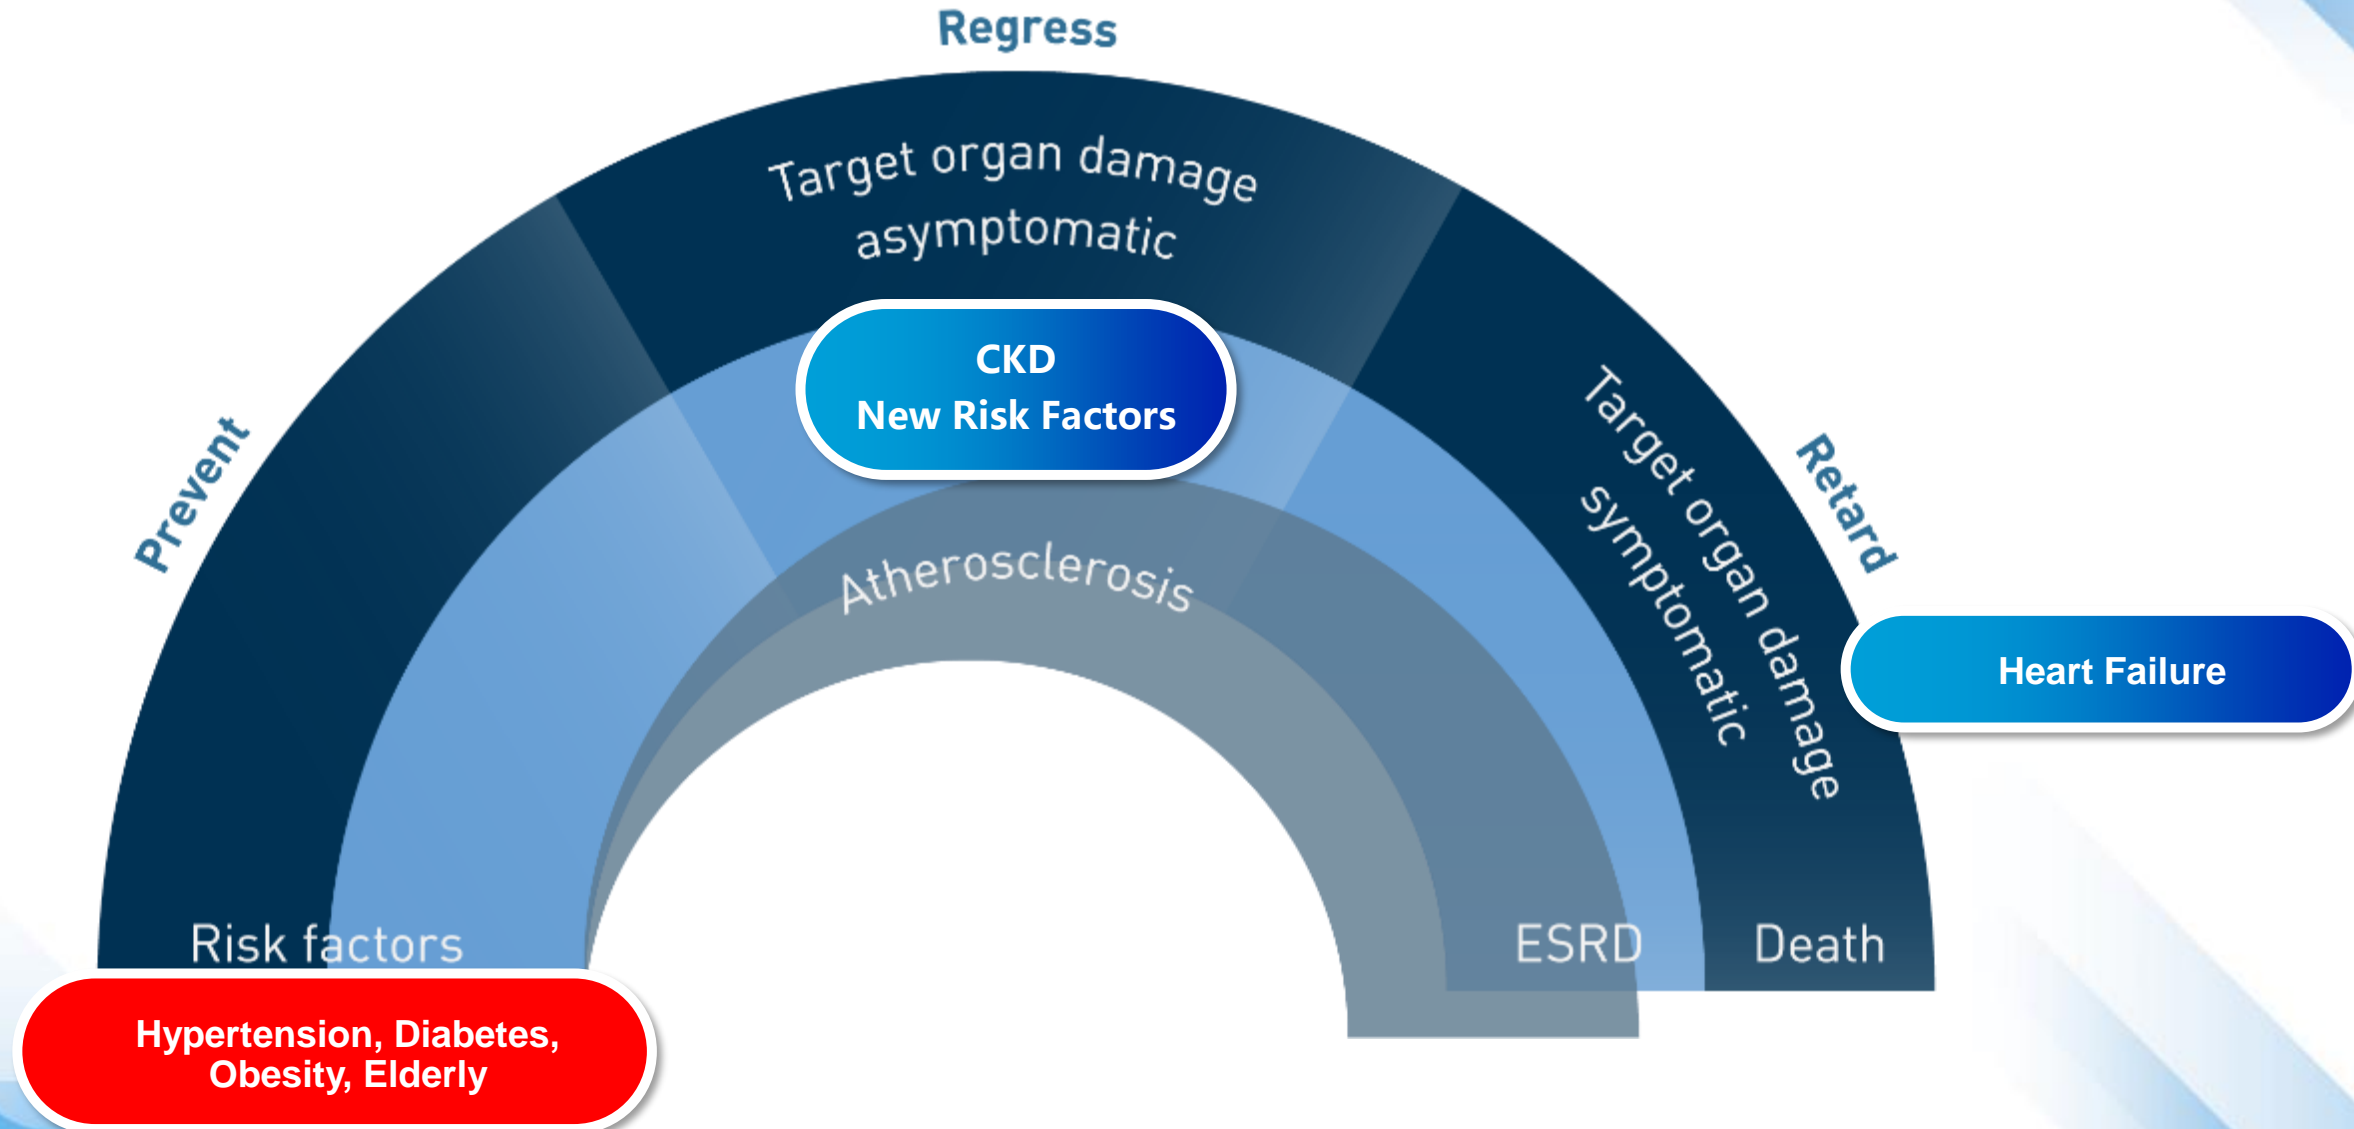 Regress
Target organ damage
asymptomatic
CKD
New Risk Factors
Prevent
Target organ damage
symptomatic
Retard
Atherosclerosis
Heart Failure
Risk factors
ESRD
Death
Hypertension, Diabetes,
Obesity, Elderly